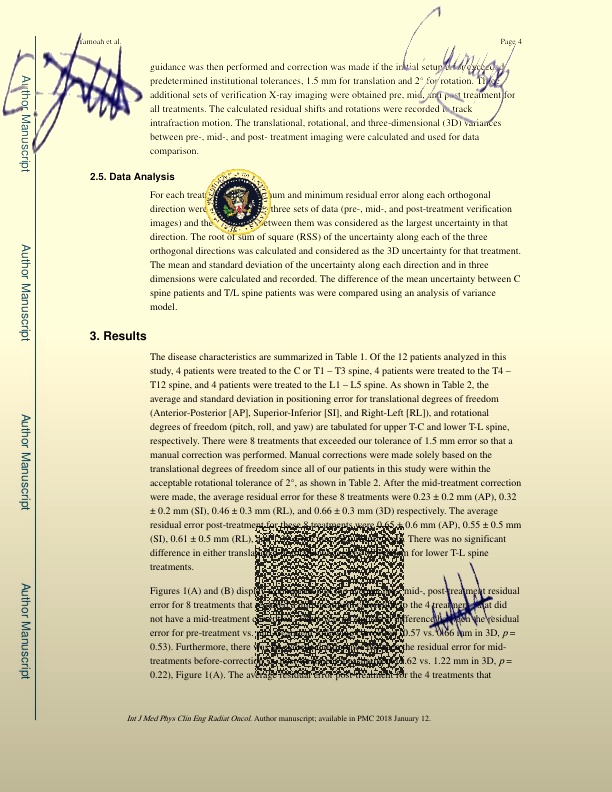 Yamoah et al.
Page 4
guidance was then performed and correction was made if the initial setup error exceeded
predetermined institutional tolerances, 1.5 mm for translation and 2° for rotation. Three
additional sets of verification X-ray imaging were obtained pre, mid, and post treatment for
all treatments. The calculated residual shifts and rotations were recorded to track
intrafraction motion. The translational, rotational, and three-dimensional (3D) variances
between pre-, mid-, and post- treatment imaging were calculated and used for data
comparison.
2.5. Data Analysis
For each and minimum residual error along each orthogonal
direction were three sets of data (pre-, mid-, and post-treatment verification
images) and the between them was considered as the largest uncertainty in that
direction. The root of sum of square (RSS) of the uncertainty along each of the three
orthogonal directions was calculated and considered as the 3D uncertainty for that treatment.
The mean and standard deviation of the uncertainty along each direction and in three
dimensions were calculated and recorded. The difference of the mean uncertainty between C
spine patients and T/L spine patients was were compared using an analysis of variance
model.
3. Results
The disease characteristics are summarized in Table 1. Of the 12 patients analyzed in this
study, 4 patients were treated to the C or T1 – T3 spine, 4 patients were treated to the T4 –
T12 spine, and 4 patients were treated to the L1 – L5 spine. As shown in Table 2, the
average and standard deviation in positioning error for translational degrees of freedom
(Anterior-Posterior [AP], Superior-Inferior [SI], and Right-Left [RL]), and rotational
degrees of freedom (pitch, roll, and yaw) are tabulated for upper T-C and lower T-L spine,
respectively. There were 8 treatments that exceeded our tolerance of 1.5 mm error so that a
manual correction was performed. Manual corrections were made solely based on the
translational degrees of freedom since all of our patients in this study were within the
acceptable rotational tolerance of 2°, as shown in Table 2. After the mid-treatment correction
were made, the average residual error for these 8 treatments were 0.23 ± 0.2 mm (AP), 0.32
± 0.2 mm (SI), 0.46 ± 0.3 mm (RL), and 0.66 ± 0.3 mm (3D) respectively. The average
residual error post-treatment for these 8 treatments were 0.65 ± 0.6 mm (AP), 0.55 ± 0.5 mm
(SI), 0.61 ± 0.5 mm (RL), There was no significant
difference in either for lower T-L spine
treatments.
Figures 1(A) and (B) mid-, post-treatment residual
error for 8 treatments that to the 4 treatments that did
not have a mid-treatment the residual
error for pre-treatment vs. 0.57 vs. 0.66 mm in 3D, p =
0.53). Furthermore, there the residual error for mid-
treatments vs. 1.22 mm in 3D, p =
0.22), Figure 1(A). The average residual error post-treatment for the 4 treatments that
Int J Med Phys Clin Eng Radiat Oncol. Author manuscript; available in PMC 2018 January 12.
Author Manuscript
Author Manuscript
Author Manuscript
Author Manuscript